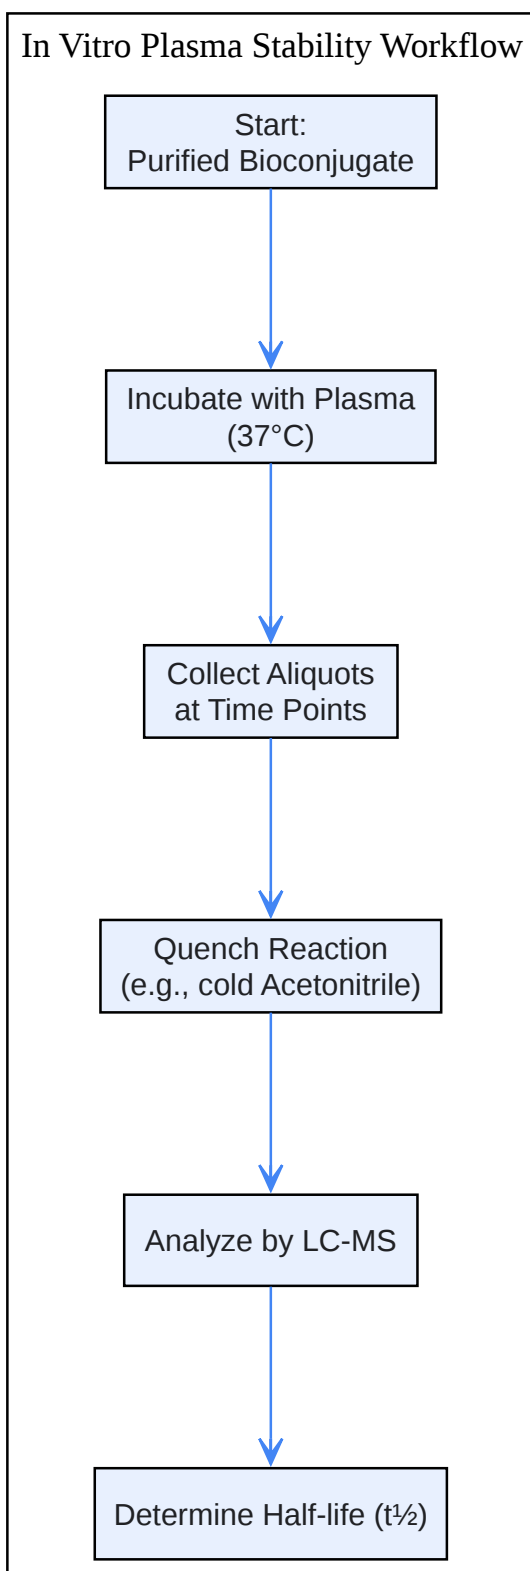 In Vitro Plasma Stability Workflow
Start:
Purified Bioconjugate
Incubate with Plasma
(37°C)
Collect Aliquots
at Time Points
Quench Reaction
(e.g., cold Acetonitrile)
Analyze by LC-MS
Determine Half-life (t½)